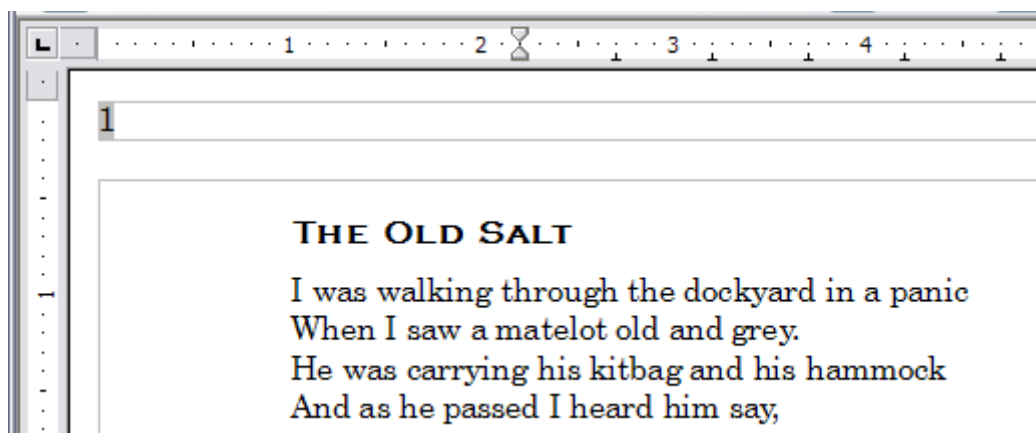 1 2 3 4
1
The Old Salt
I was walking through the dockyard in a panic
When I saw a matelot old and grey.
He was carrying his kitbag and his hammock
And as he passed I heard him say,
1